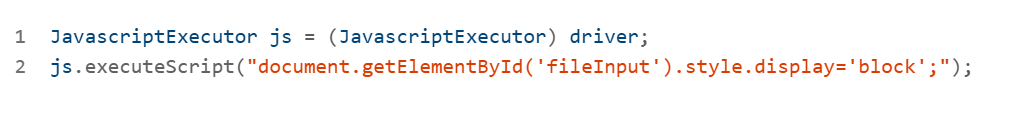 1 JavascriptExecutor js = (JavascriptExecutor) driver;
2 js.executeScript("document.getElementById('fileInput').style.display='block';");